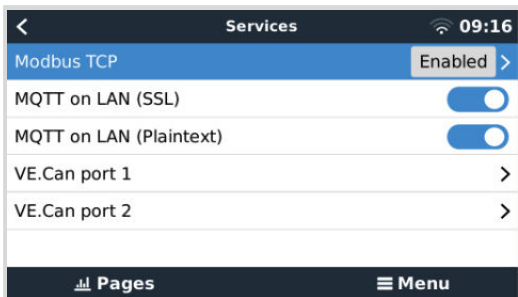 Services 09:16
Modbus TCP Enabled
MQTT on LAN (SSL)
MQTT on LAN (Plaintext)
VE.Can port 1
VE.Can port 2
Pages Menu